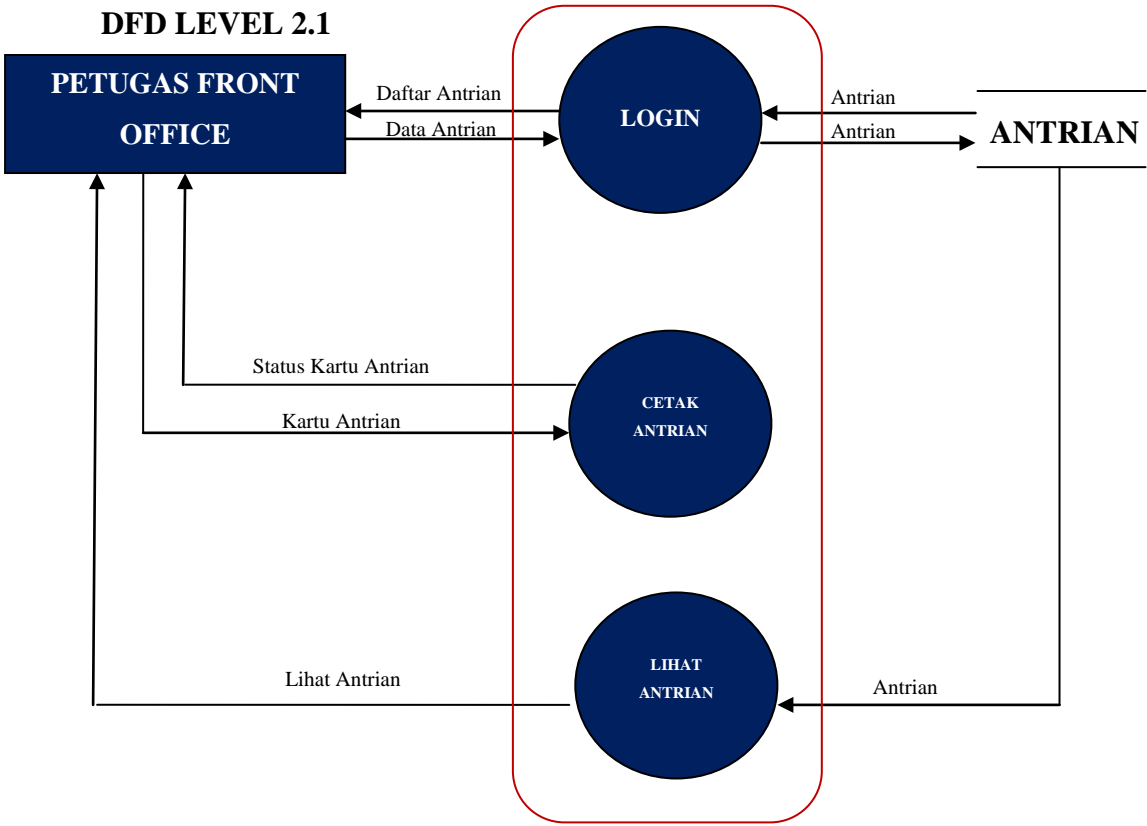 DFD LEVEL 2.1
PETUGAS FRONT
OFFICE
Daftar Antrian
Data Antrian
LOGIN
Antrian
Antrian
ANTRIAN
Status Kartu Antrian
Kartu Antrian
CETAK
ANTRIAN
Lihat Antrian
LIHAT
ANTRIAN
Antrian